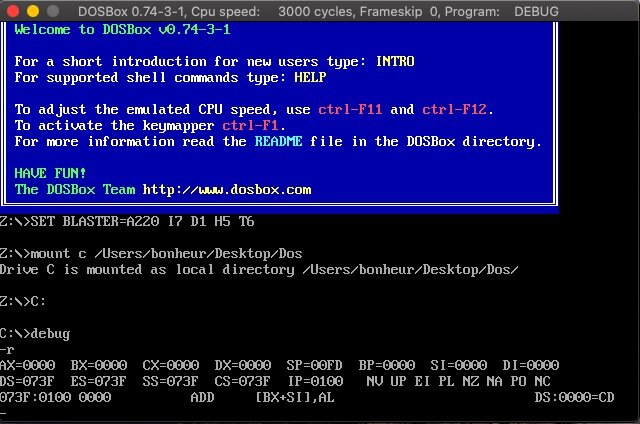 DOSBox 0.74-3-1, Cpu speed: 3000 cycles, Frameskip 0, Program: DEBUG
Welcome to DOSBox v0.74-3-1
For a short introduction for new users type: INTRO
For supported shell commands type: HELP
To adjust the emulated CPU speed, use ctrl-F11 and ctrl-F12.
To activate the keymapper ctrl-F1.
For more information read the README file in the DOSBox directory.
HAVE FUN!
The DOSBox Team http://www.dosbox.com
Z:\>SET BLASTER=A220 I7 D1 H5 T6
Z:\>mount c /Users/bonheur/Desktop/Dos
Drive C is mounted as local directory /Users/bonheur/Desktop/Dos/
Z:\>C:
C:\>debug
-r
AX=0000 BX=0000 CX=0000 DX=0000 SP=00FD BP=0000 SI=0000 DI=0000
DS=073F ES=073F SS=073F CS=073F IP=0100 NV UP EI PL NZ NA PO NC
073F:0100 0000 ADD [BX+SI],AL DS:0000=CD
-